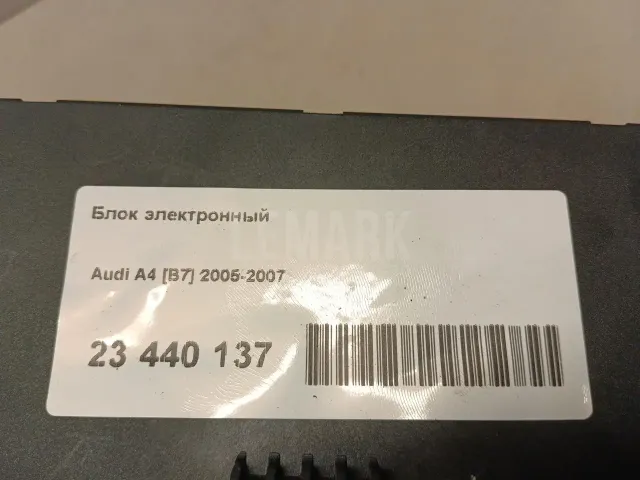 Блок электронный
Audi A4 [B7] 2005-2007
23 440 137